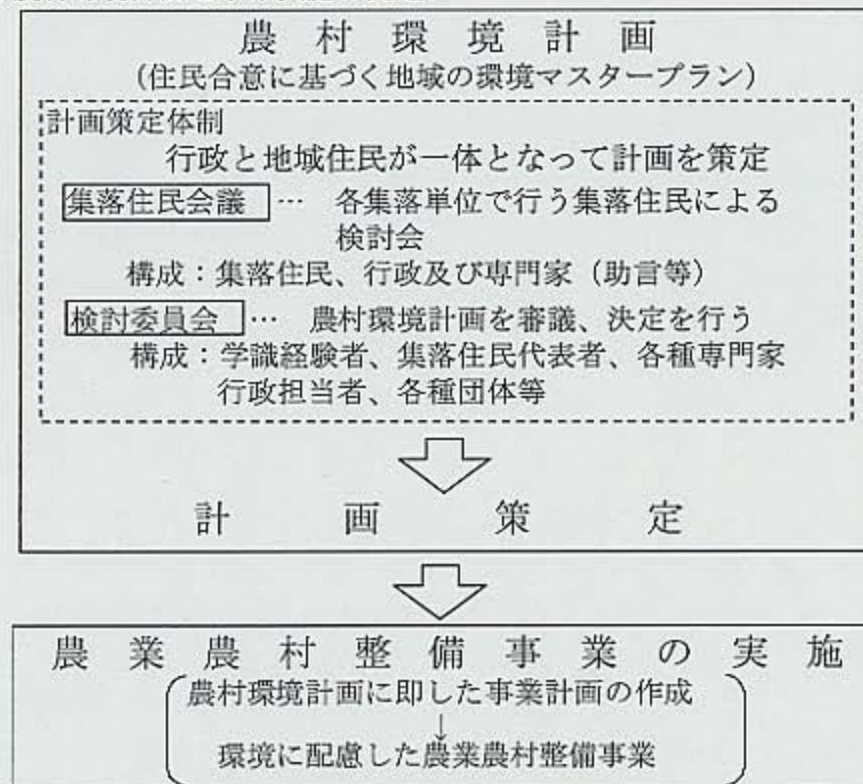 農村環境計画
(住民合意に基づく地域の環境マスタープラン)
計画策定体制
行政と地域住民が一体となって計画を策定
集落住民会議 … 各集落単位で行う集落住民による
検討会
構成：集落住民、行政及び専門家（助言等）
検討委員会 … 農村環境計画を審議、決定を行う
構成：学識経験者、集落住民代表者、各種専門家
行政担当者、各種団体等
計画策定
農業農村整備事業の実施
農村環境計画に即した事業計画の作成
↓
環境に配慮した農業農村整備事業